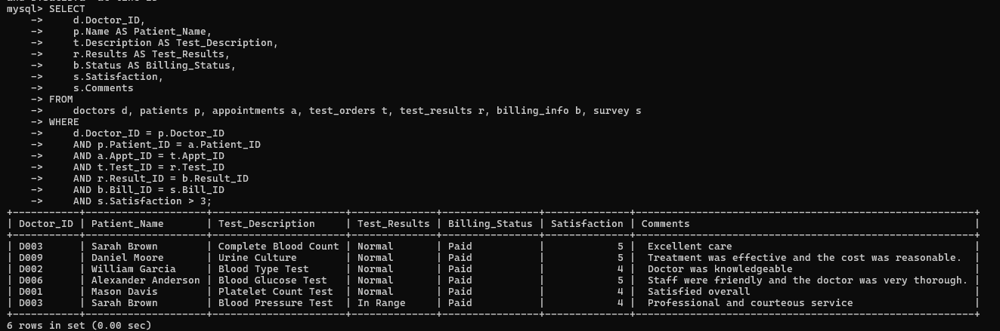 mysql> SELECT
    ->     d.Doctor_ID,
    ->     p.Name AS Patient_Name,
    ->     t.Description AS Test_Description,
    ->     r.Results AS Test_Results,
    ->     b.Status AS Billing_Status,
    ->     s.Satisfaction,
    ->     s.Comments
    -> FROM
    ->     doctors d, patients p, appointments a, test_orders t, test_results r, billing_info b, survey s
    -> WHERE
    ->     d.Doctor_ID = p.Doctor_ID
    ->     AND p.Patient_ID = a.Patient_ID
    ->     AND a.Appt_ID = t.Appt_ID
    ->     AND t.Test_ID = r.Test_ID
    ->     AND r.Result_ID = b.Result_ID
    ->     AND b.Bill_ID = s.Bill_ID
    ->     AND s.Satisfaction > 3;
+-----------+--------------------+----------------------+--------------+----------------+--------------+--------------------------------------------------------+
| Doctor_ID | Patient_Name       | Test_Description     | Test_Results | Billing_Status | Satisfaction | Comments                                               |
+-----------+--------------------+----------------------+--------------+----------------+--------------+--------------------------------------------------------+
| D003      | Sarah Brown        | Complete Blood Count | Normal       | Paid           |            5 |  Excellent care                                        |
| D009      | Daniel Moore       | Urine Culture        | Normal       | Paid           |            5 |  Treatment was effective and the cost was reasonable.  |
| D002      | William Garcia     | Blood Type Test      | Normal       | Paid           |            4 |  Doctor was knowledgeable                              |
| D006      | Alexander Anderson | Blood Glucose Test   | Normal       | Paid           |            5 |  Staff were friendly and the doctor was very thorough. |
| D001      | Mason Davis        | Platelet Count Test  | Normal       | Paid           |            4 |  Satisfied overall                                     |
| D003      | Sarah Brown        | Blood Pressure Test  | In Range     | Paid           |            4 |  Professional and courteous service                    |
+-----------+--------------------+----------------------+--------------+----------------+--------------+--------------------------------------------------------+
6 rows in set (0.00 sec)